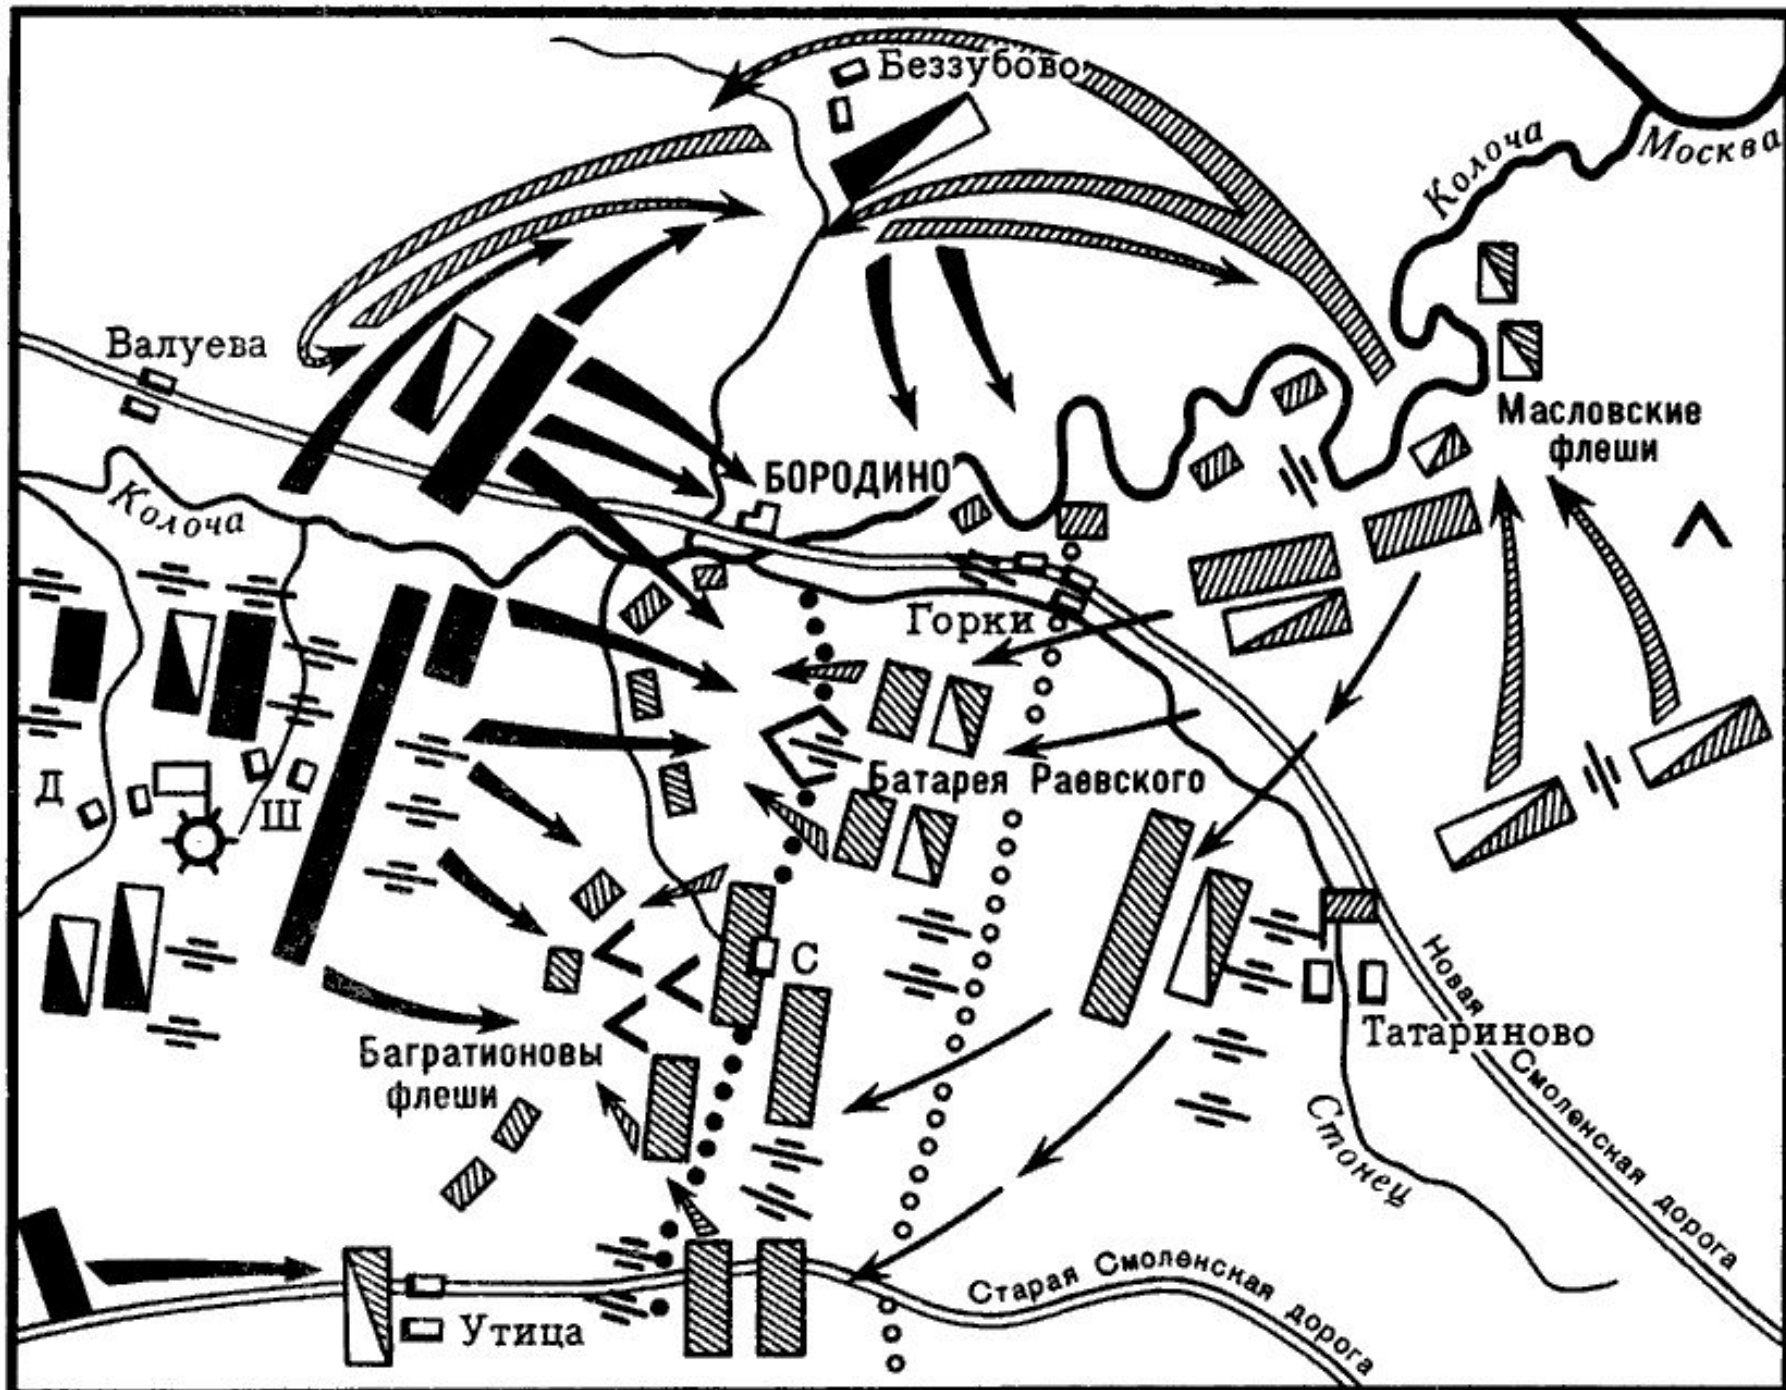 Беззубово
Москва
Колоча
Валуева
Масловские
флеши
БОРОДИНО
Колоча
Горки
Батарея Раевского
Д
Ш
С
Новая Смоленская дорога
Татариново
Багратионовы
флеши
Стонец
Старая Смоленская дорога
Утица